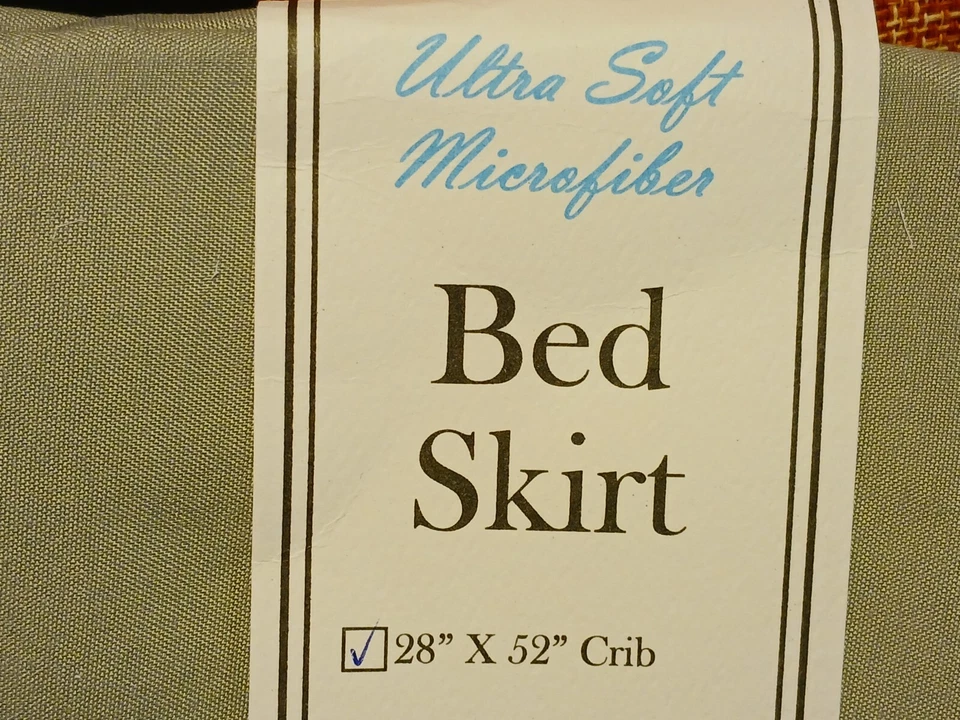 Ultra Soft
Microfiber
Bed
Skirt
28” X 52” Crib